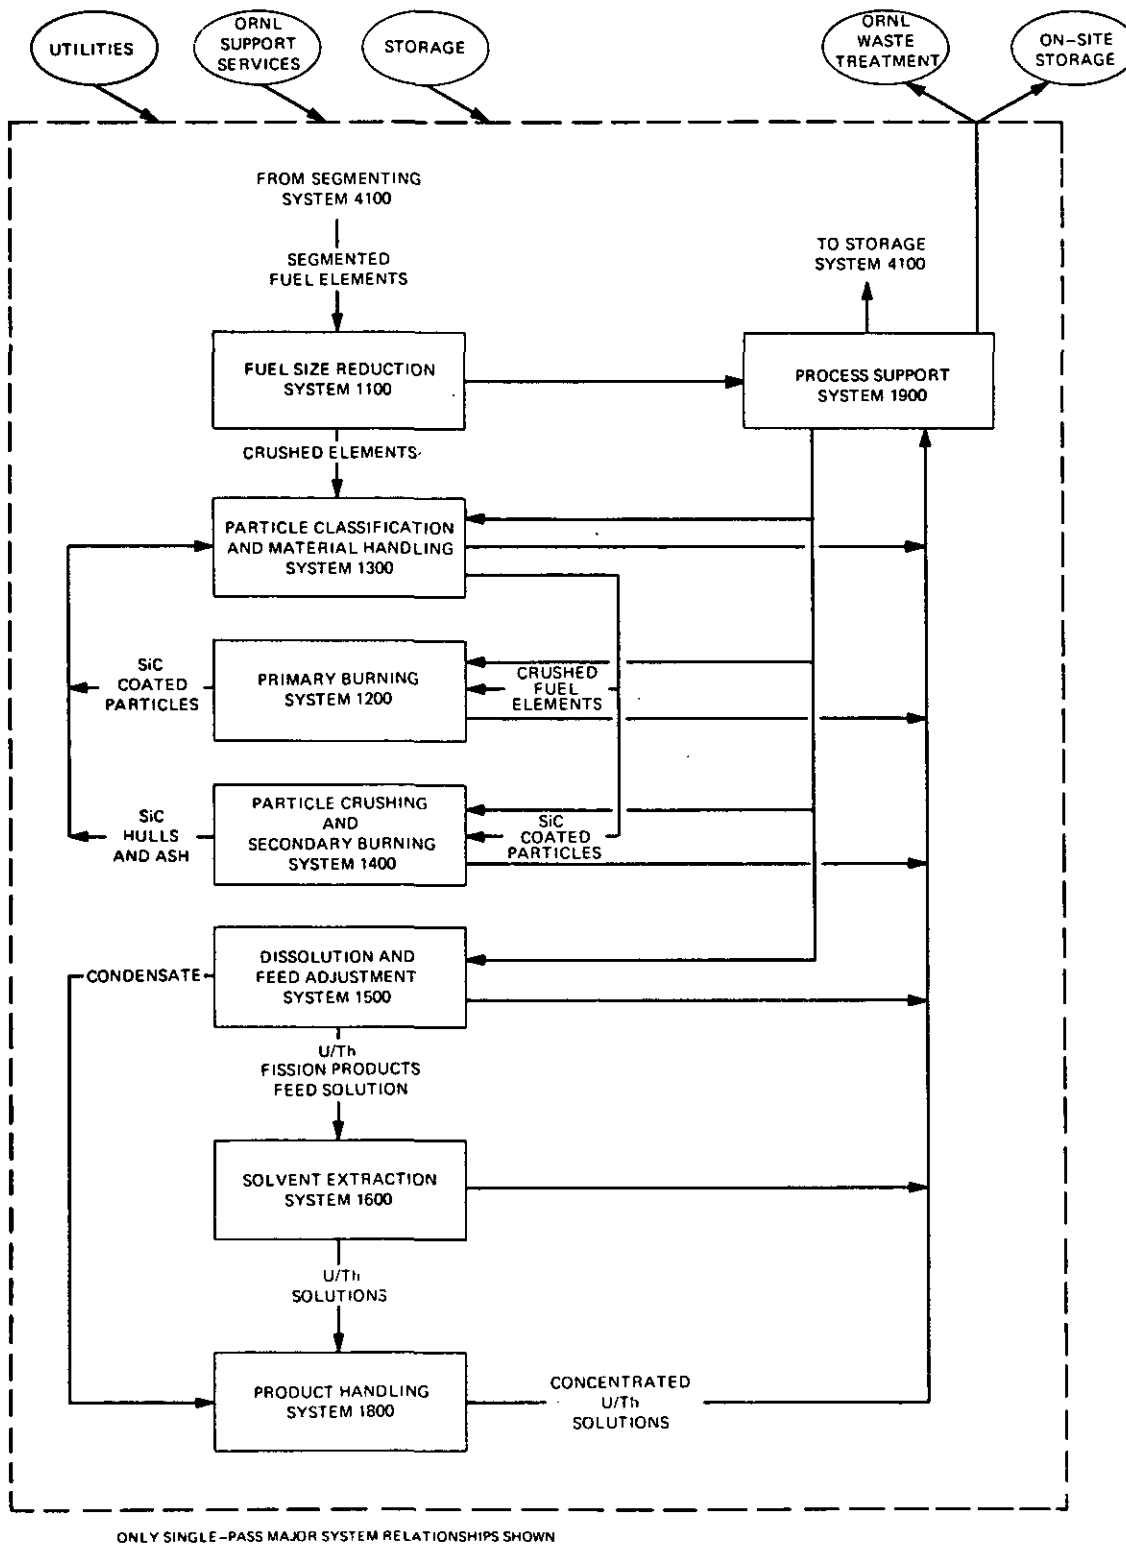 UTILITIES
ORNL
SUPPORT
SERVICES
STORAGE
ORNL
WASTE
TREATMENT
ON-SITE
STORAGE
FROM SEGMENTING
SYSTEM 4100
SEGMENTED
FUEL ELEMENTS
TO STORAGE
SYSTEM 4100
FUEL SIZE REDUCTION
SYSTEM 1100
PROCESS SUPPORT
SYSTEM 1900
CRUSHED ELEMENTS
PARTICLE CLASSIFICATION
AND MATERIAL HANDLING
SYSTEM 1300
SiC
COATED
PARTICLES
PRIMARY BURNING
SYSTEM 1200
CRUSHED
FUEL
ELEMENTS
SiC
HULLS
AND ASH
PARTICLE CRUSHING
AND
SECONDARY BURNING
SYSTEM 1400
SiC
COATED
PARTICLES
CONDENSATE
DISSOLUTION AND
FEED ADJUSTMENT
SYSTEM 1500
U/Th
FISSION PRODUCTS
FEED SOLUTION
SOLVENT EXTRACTION
SYSTEM 1600
U/Th
SOLUTIONS
PRODUCT HANDLING
SYSTEM 1800
CONCENTRATED
U/Th
SOLUTIONS
ONLY SINGLE-PASS MAJOR SYSTEM RELATIONSHIPS SHOWN